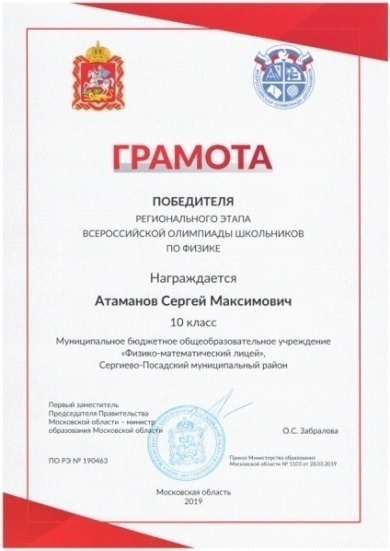 ГРАМОТА
ПОБЕДИТЕЛЯ
РЕГИОНАЛЬНОГО ЭТАПА
ВСЕРОССИЙСКОЙ ОЛИМПИАДЫ ШКОЛЬНИКОВ
ПО ФИЗИКЕ
Награждается
Атаманов Сергей Максимович
10 класс
Муниципальное бюджетное общеобразовательное учреждение
«Физико-математический лицей»,
Сергиево-Посадский муниципальный район
Первый заместитель
Председателя Правительства
Московской области – министр
образования Московской области
О.С. Забралова
ПО РЭ № 190463
Приказ Министерства образования
Московской области № 1103 от 28.03.2019
Московская область
2019